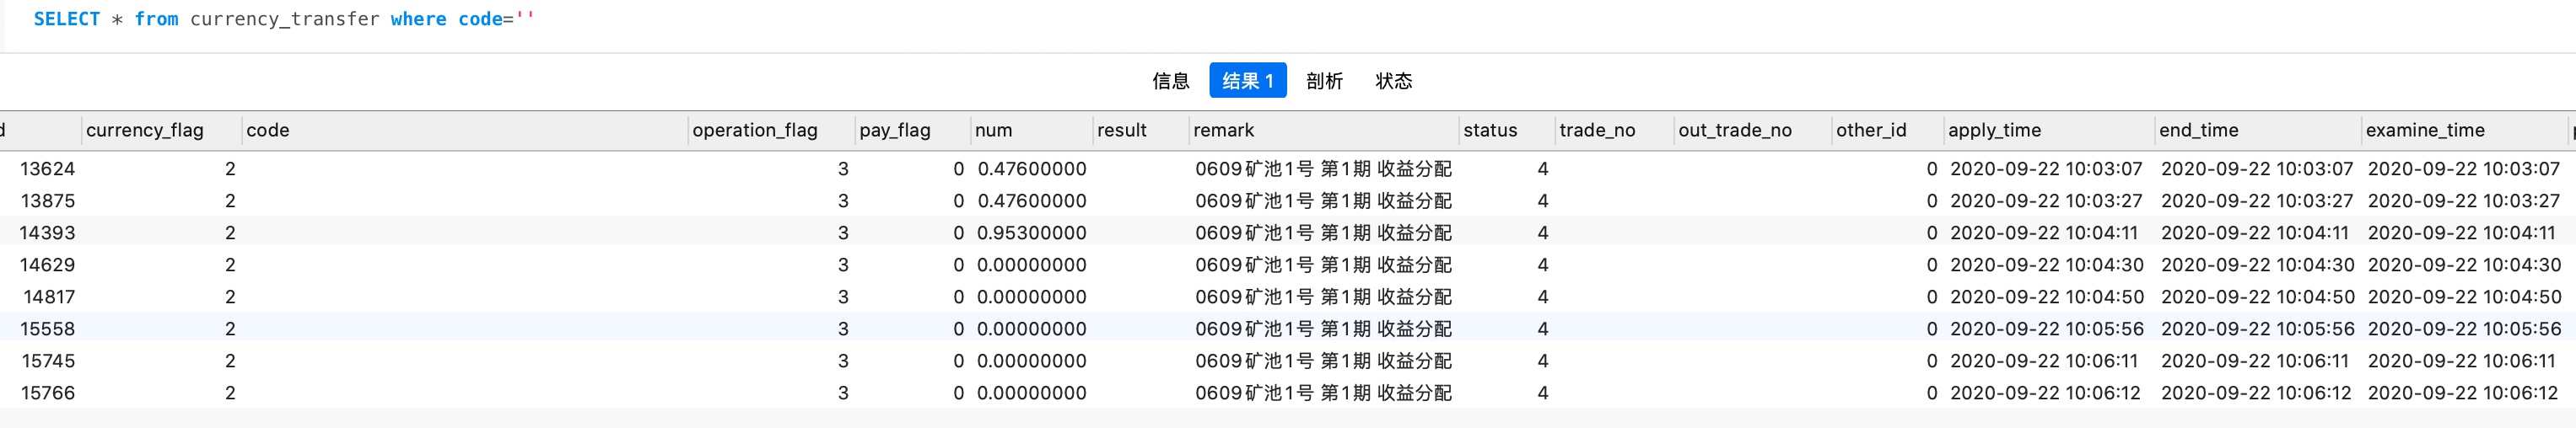 SELECT * from currency_transfer where code=''
信息 结果 1 剖析 状态
d currency_flag code operation_flag pay_flag num result remark status trade_no out_trade_no other_id apply_time end_time examine_time
13624 2 3 0 0.47600000 0609矿池1号 第1期 收益分配 4 0 2020-09-22 10:03:07 2020-09-22 10:03:07 2020-09-22 10:03:07
13875 2 3 0 0.47600000 0609矿池1号 第1期 收益分配 4 0 2020-09-22 10:03:27 2020-09-22 10:03:27 2020-09-22 10:03:27
14393 2 3 0 0.95300000 0609矿池1号 第1期 收益分配 4 0 2020-09-22 10:04:11 2020-09-22 10:04:11 2020-09-22 10:04:11
14629 2 3 0 0.00000000 0609矿池1号 第1期 收益分配 4 0 2020-09-22 10:04:30 2020-09-22 10:04:30 2020-09-22 10:04:30
14817 2 3 0 0.00000000 0609矿池1号 第1期 收益分配 4 0 2020-09-22 10:04:50 2020-09-22 10:04:50 2020-09-22 10:04:50
15558 2 3 0 0.00000000 0609矿池1号 第1期 收益分配 4 0 2020-09-22 10:05:56 2020-09-22 10:05:56 2020-09-22 10:05:56
15745 2 3 0 0.00000000 0609矿池1号 第1期 收益分配 4 0 2020-09-22 10:06:11 2020-09-22 10:06:11 2020-09-22 10:06:11
15766 2 3 0 0.00000000 0609矿池1号 第1期 收益分配 4 0 2020-09-22 10:06:12 2020-09-22 10:06:12 2020-09-22 10:06:12